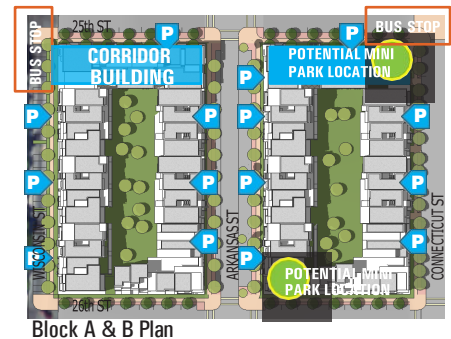 25th ST
BUS STOP
BUS STOP
P
P
CORRIDOR
BUILDING
POTENTIAL MINI
PARK LOCATION
P
P
P
P
P
P
P
P
P
P
P
WISCONSIN ST
ARKANSAS ST
CONNECTICUT ST
P
P
P
P
POTENTIAL MINI
PARK LOCATION
26th ST
Block A & B Plan